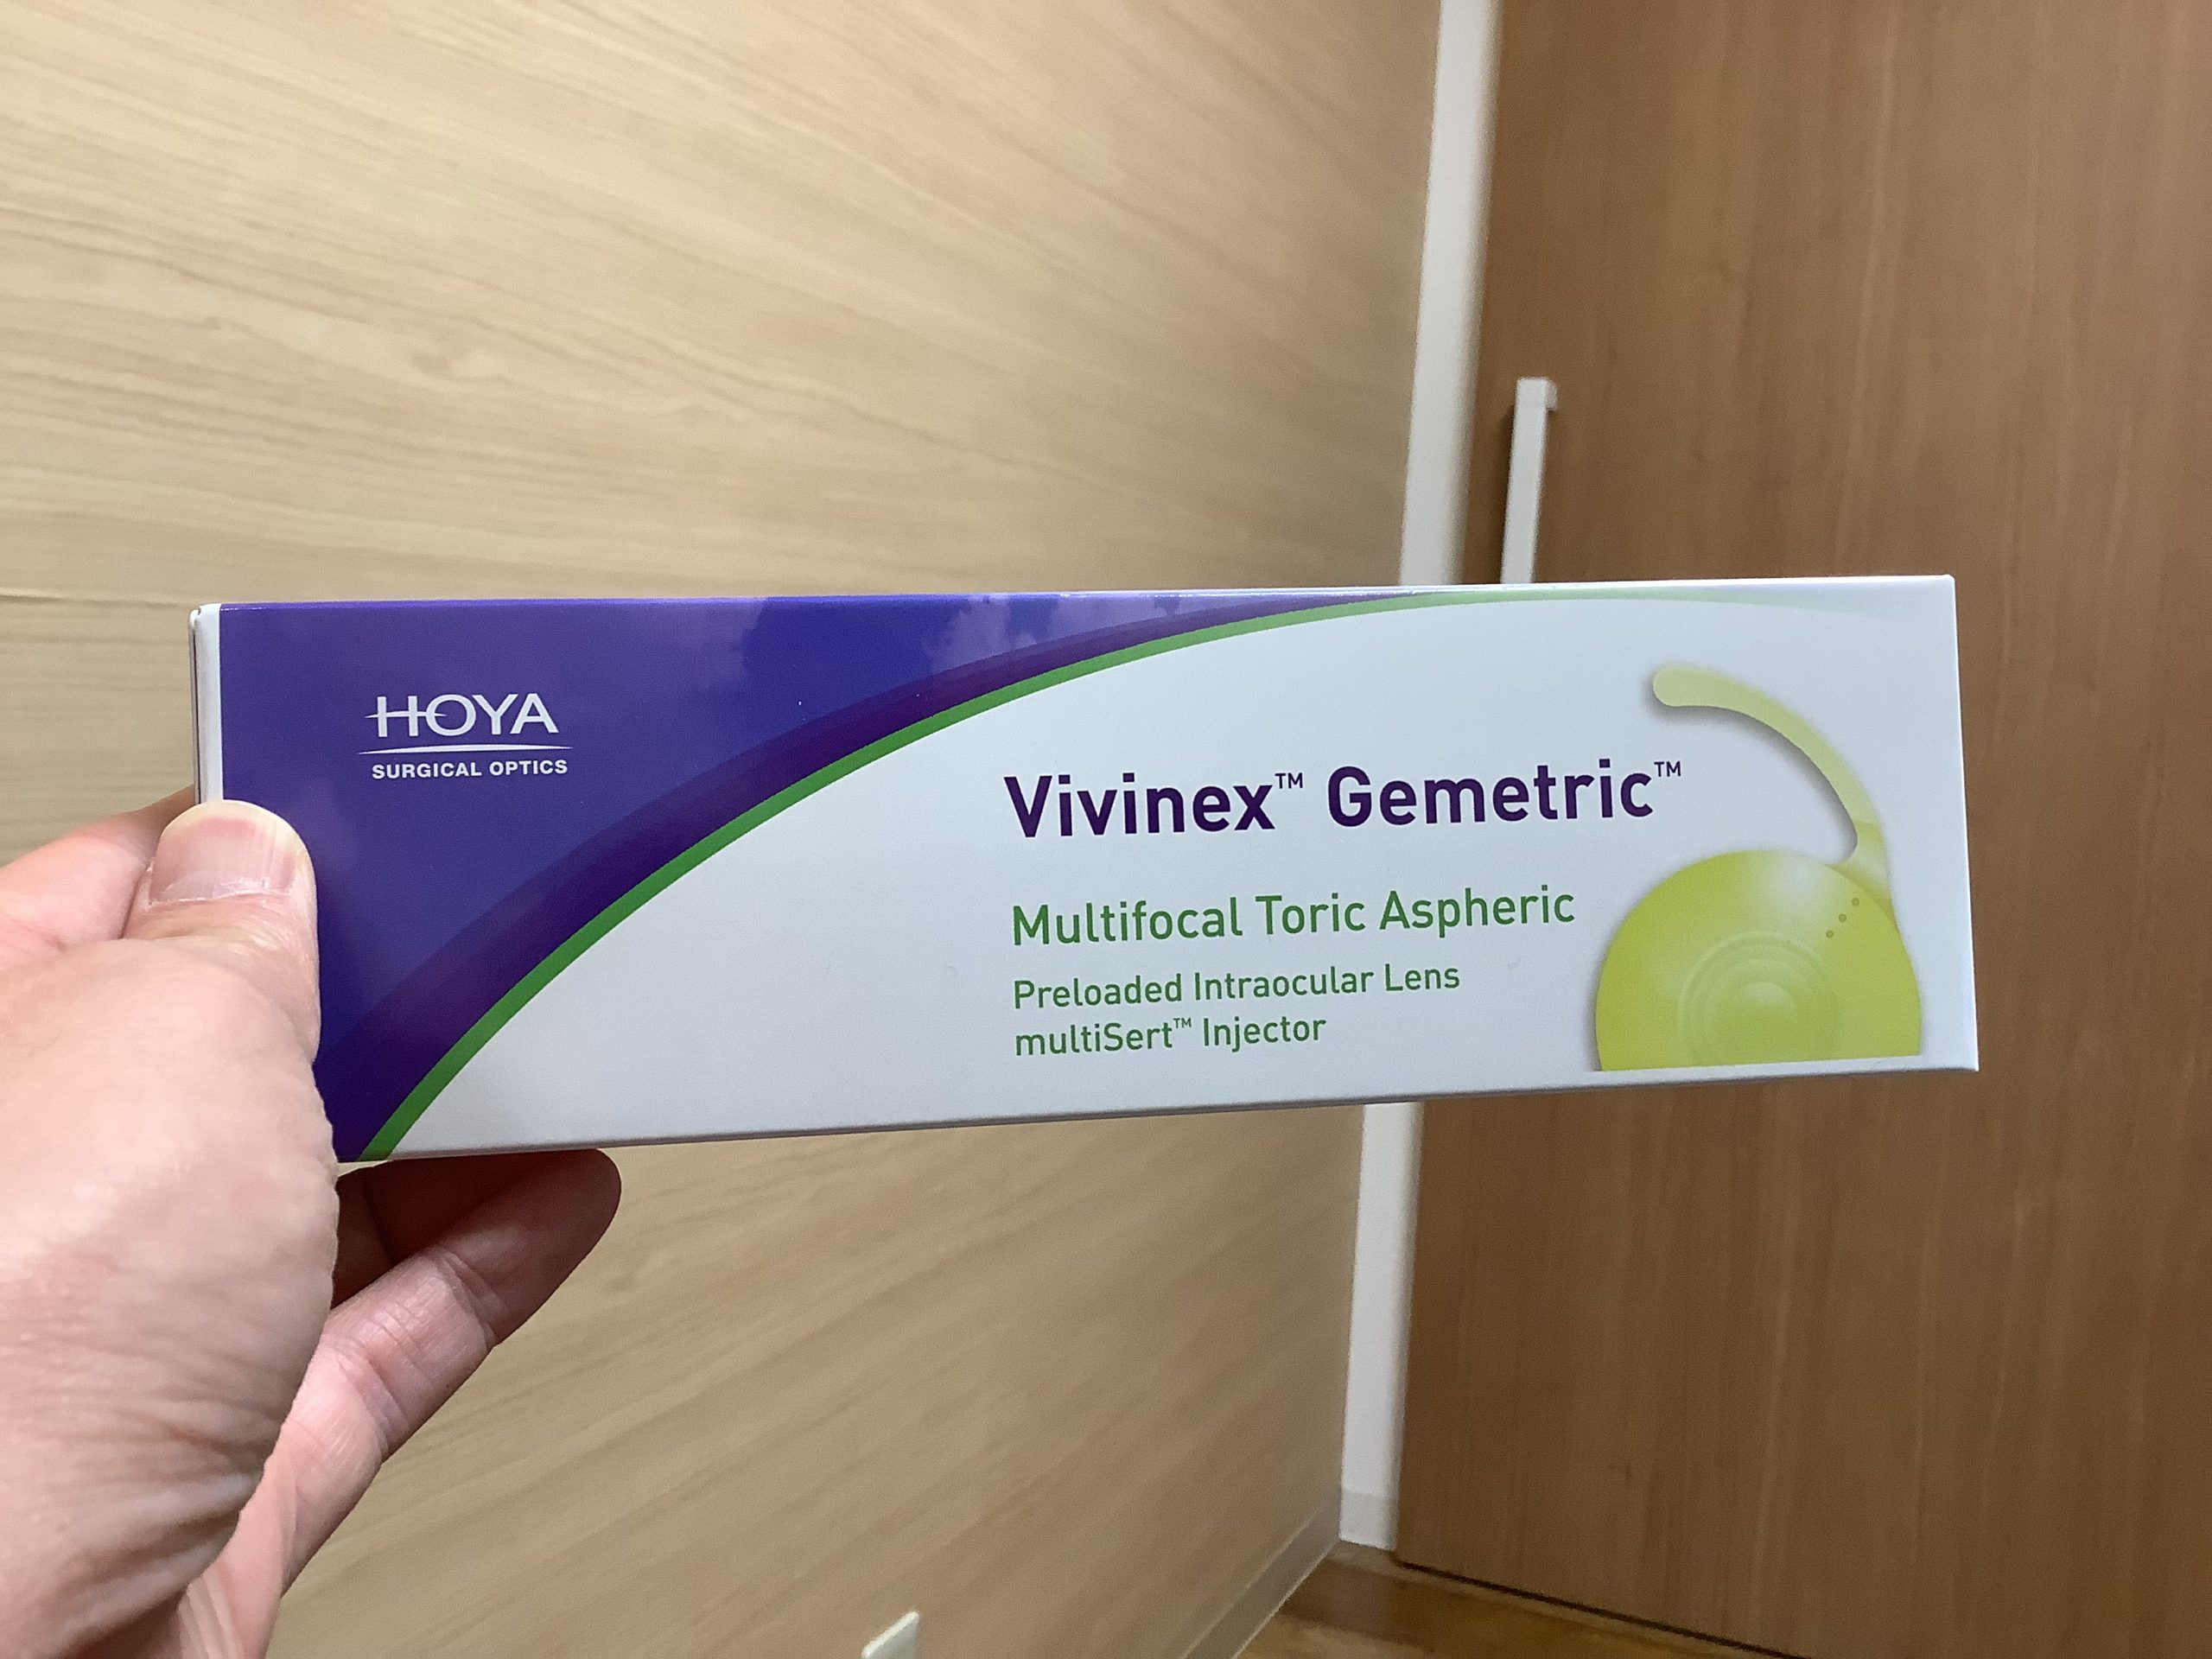 HOYA
SURGICAL OPTICS
Vivinex™ Gemetric™
Multifocal Toric Aspheric
Preloaded Intraocular Lens
multiSert™ Injector